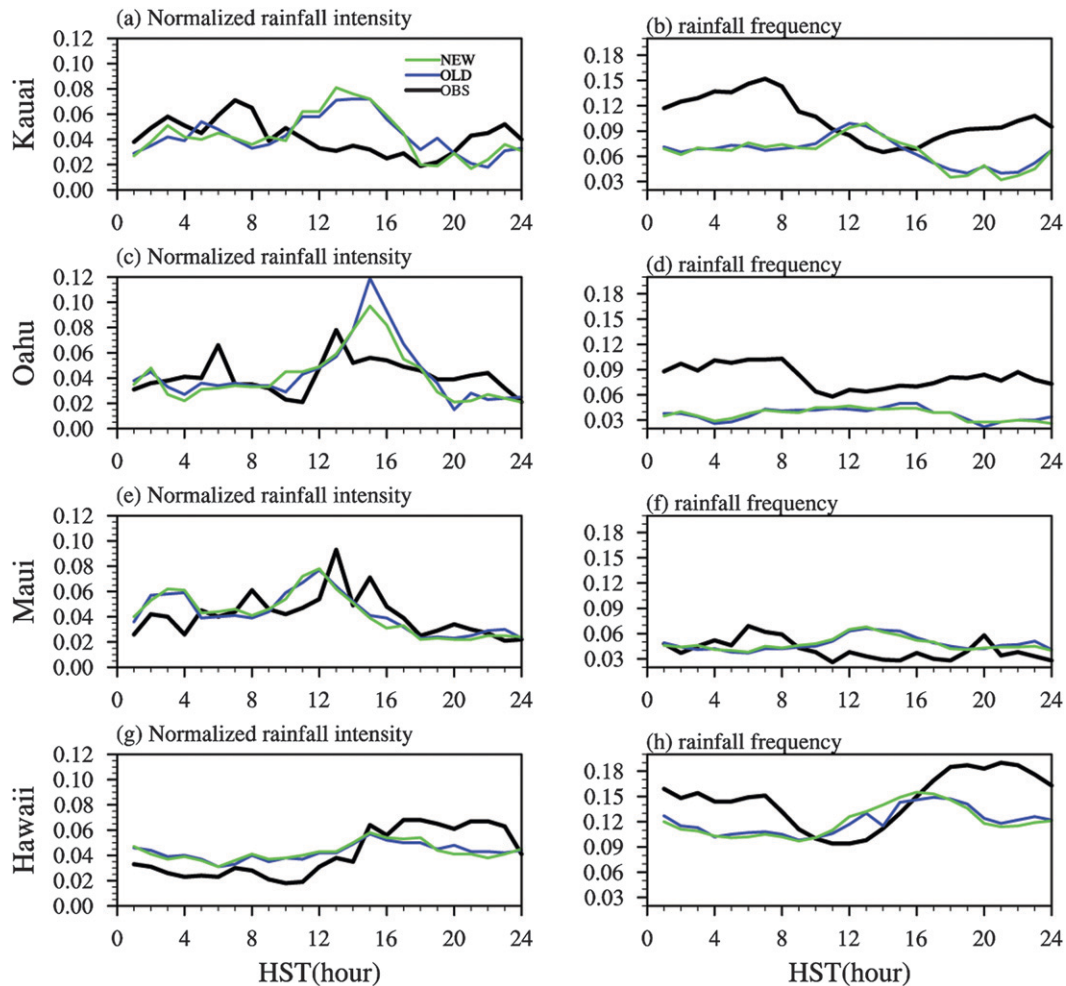 (a) Normalized rainfall intensity
(b) rainfall frequency
Kauai
0.12
0.10
0.08
0.06
0.04
0.02
0.00
NEW
OLD
OBS
0 4 8 12 16 20 24
0.18
0.15
0.12
0.09
0.06
0.03
0 4 8 12 16 20 24
(c) Normalized rainfall intensity
(d) rainfall frequency
Oahu
0.12
0.10
0.08
0.06
0.04
0.02
0.00
0 4 8 12 16 20 24
0.18
0.15
0.12
0.09
0.06
0.03
0 4 8 12 16 20 24
(e) Normalized rainfall intensity
(f) rainfall frequency
Maui
0.12
0.10
0.08
0.06
0.04
0.02
0.00
0 4 8 12 16 20 24
0.18
0.15
0.12
0.09
0.06
0.03
0 4 8 12 16 20 24
(g) Normalized rainfall intensity
(h) rainfall frequency
Hawaii
0.12
0.10
0.08
0.06
0.04
0.02
0.00
0 4 8 12 16 20 24
HST(hour)
0.18
0.15
0.12
0.09
0.06
0.03
0 4 8 12 16 20 24
HST(hour)